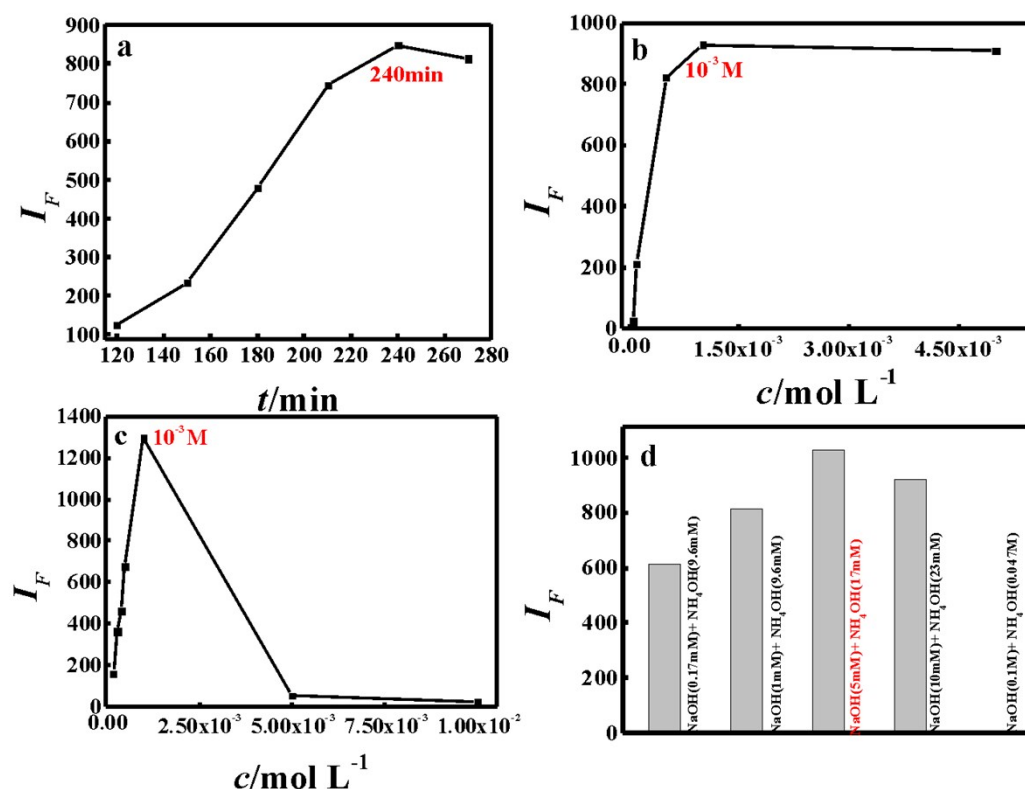 a
900
800
700
600
500
400
300
200
100
240min
I_F
120 140 160 180 200 220 240 260 280
t/min
b
1000
800
600
400
200
0
10⁻³M
I_F
0.00 1.50x10⁻³ 3.00x10⁻³ 4.50x10⁻³
c/mol L⁻¹
c
1400
1200
1000
800
600
400
200
0
10⁻³M
I_F
0.00 2.50x10⁻³ 5.00x10⁻³ 7.50x10⁻³ 1.00x10⁻²
c/mol L⁻¹
d
1000
800
600
400
200
0
I_F
NaOH(0.17mM)+ NH₄OH(9.6mM)
NaOH(1mM)+ NH₄OH(9.6mM)
NaOH(5mM)+ NH₄OH(17mM)
NaOH(10mM)+ NH₄OH(23mM)
NaOH(0.1M)+ NH₄OH(0.047M)